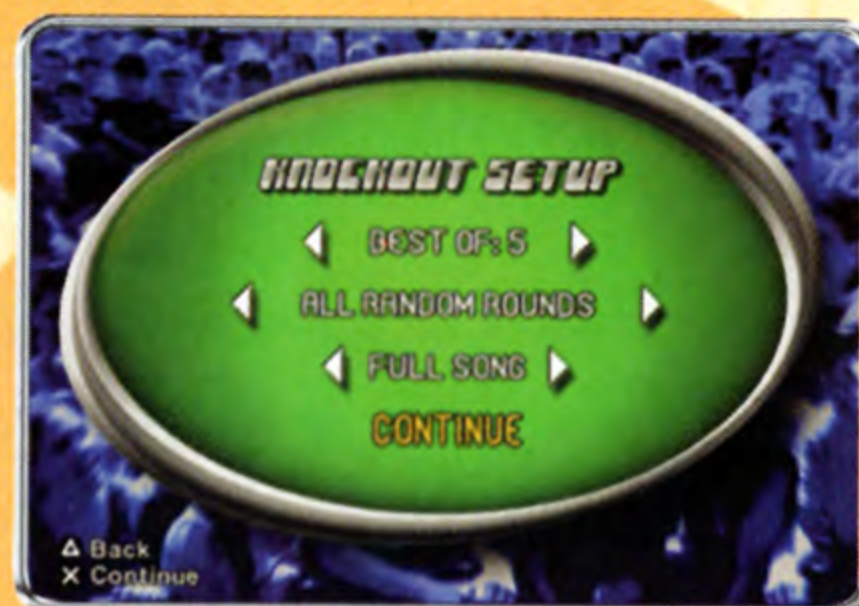 KNOCKOUT SETUP
BEST OF: 5
ALL RANDOM ROUNDS
FULL SONG
CONTINUE
△ Back
X Continue